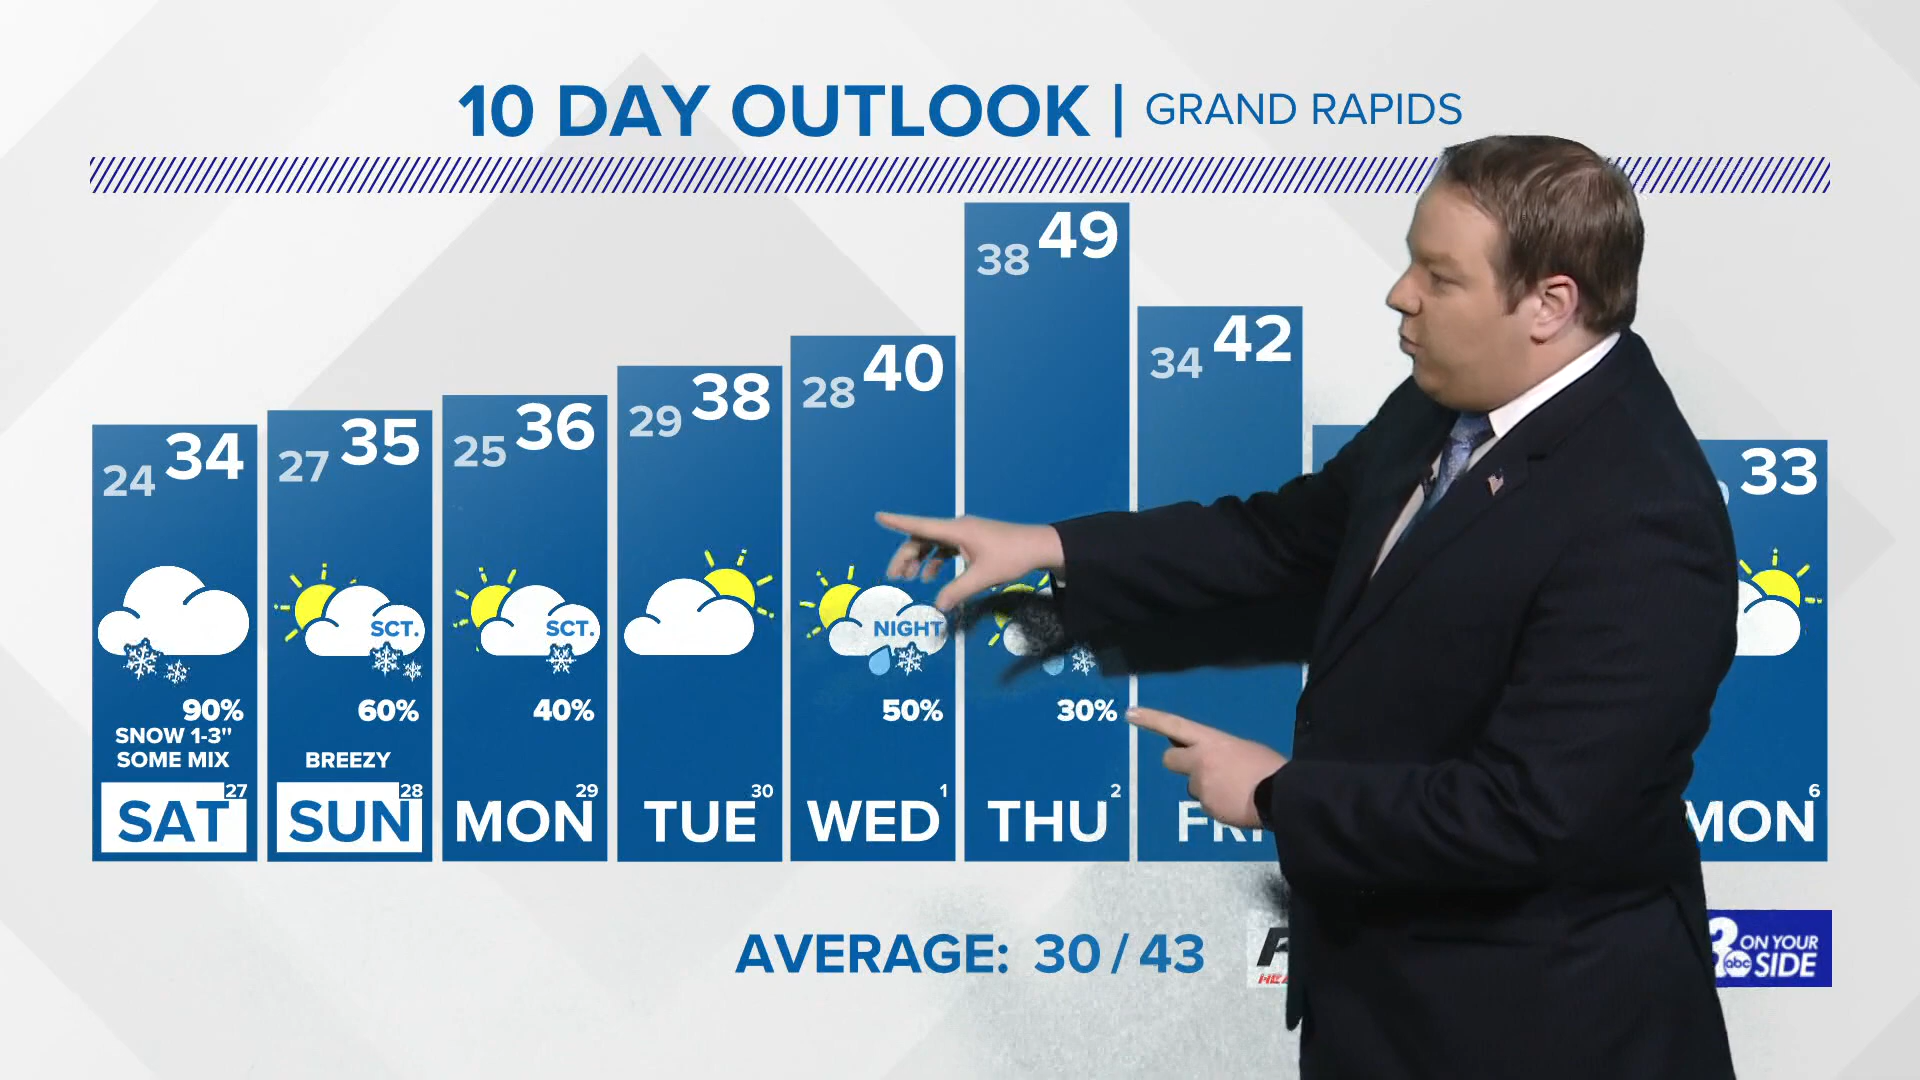 10 DAY OUTLOOK | GRAND RAPIDS
24 34
27 35
25 36
29 38
28 40
38 49
34 42
33
SCT.
SCT.
NIGHT
90%
60%
40%
50%
30%
SNOW 1-3"
SOME MIX
BREEZY
SAT 27
SUN 28
MON 29
TUE 30
WED 1
THU 2
FRI
MON 6
AVERAGE: 30 / 43
13 ON YOUR
abc SIDE